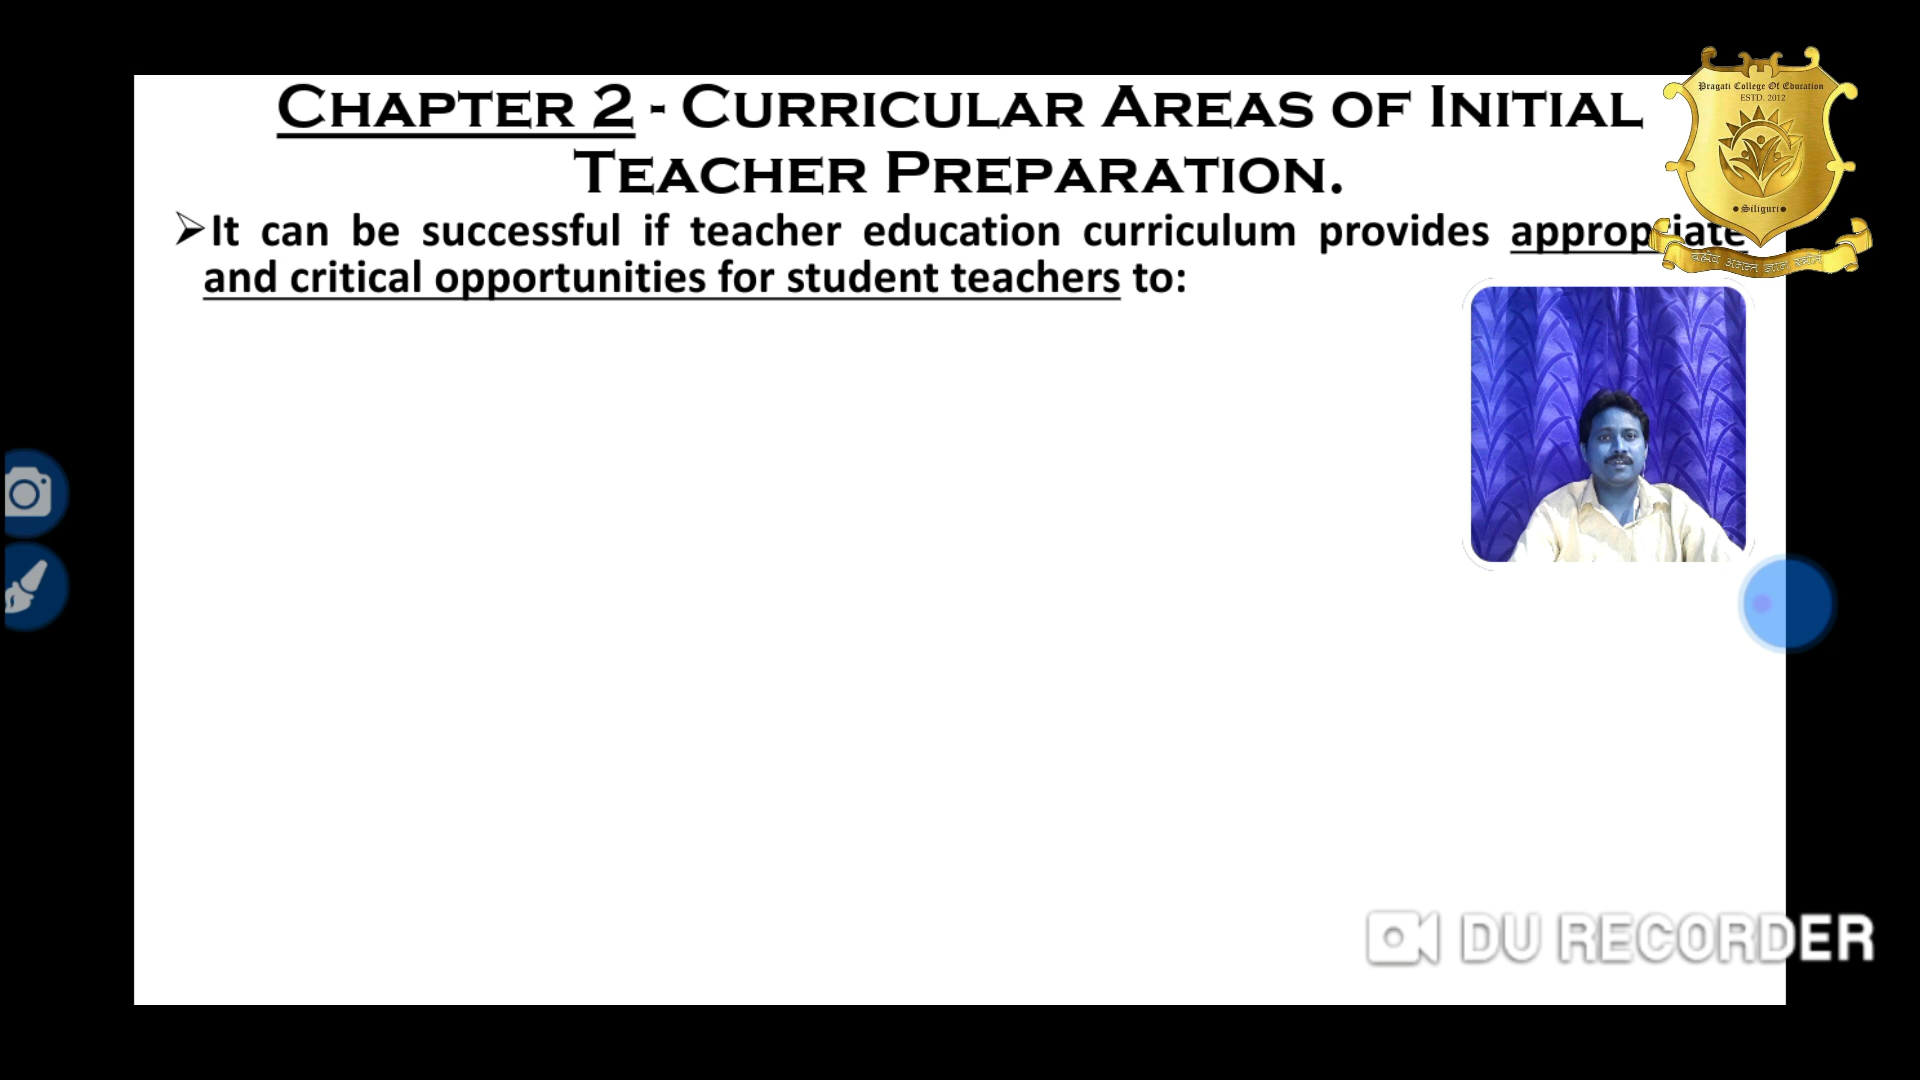 CHAPTER 2 - CURRICULAR AREAS OF INITIAL
TEACHER PREPARATION.
➢It can be successful if teacher education curriculum provides appropriate
and critical opportunities for student teachers to:
Pragati College Of Education
ESTD. 2012
•Siliguri•
अनन्त
DU RECORDER